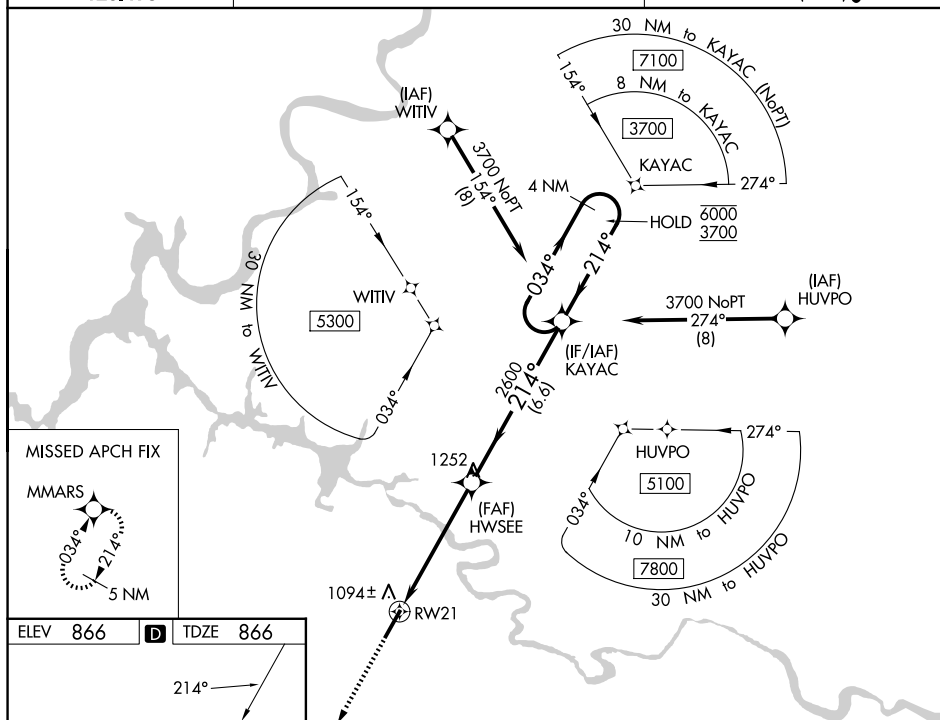 30 NM to KAYAC (NoPT)
7100
8 NM to KAYAC
3700
154°
KAYAC
274°
(IAF)
WITIV
3700 NoPT
154°
(8)
4 NM
HOLD 6000
3700
034°
214°
154°
30 NM to WITIV
WITIV
5300
034°
(IAF)
HUVPO
3700 NoPT
274°
(8)
(IF/IAF)
KAYAC
2600
214°
(6.6)
274°
HUVPO
5100
034°
10 NM to HUVPO
7800
30 NM to HUVPO
1252
(FAF)
HWSEE
MISSED APCH FIX
MMARS
034°
214°
5 NM
1094±
RW21
ELEV 866 D TDZE 866
214°